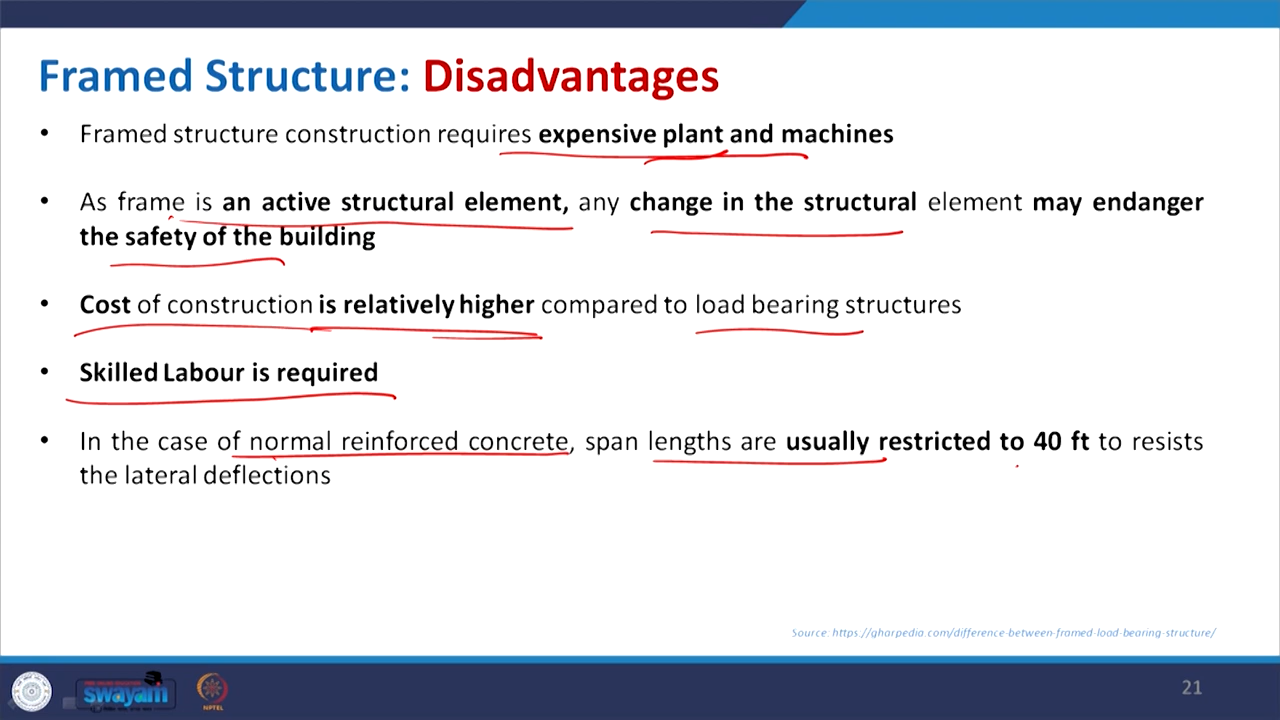 Framed Structure: Disadvantages
• Framed structure construction requires expensive plant and machines
• As frame is an active structural element, any change in the structural element may endanger
the safety of the building
• Cost of construction is relatively higher compared to load bearing structures
• Skilled Labour is required
• In the case of normal reinforced concrete, span lengths are usually restricted to 40 ft to resists
the lateral deflections
Source: https://gharpedia.com/difference-between-framed-load-bearing-structure/
swayam
NPTEL
21